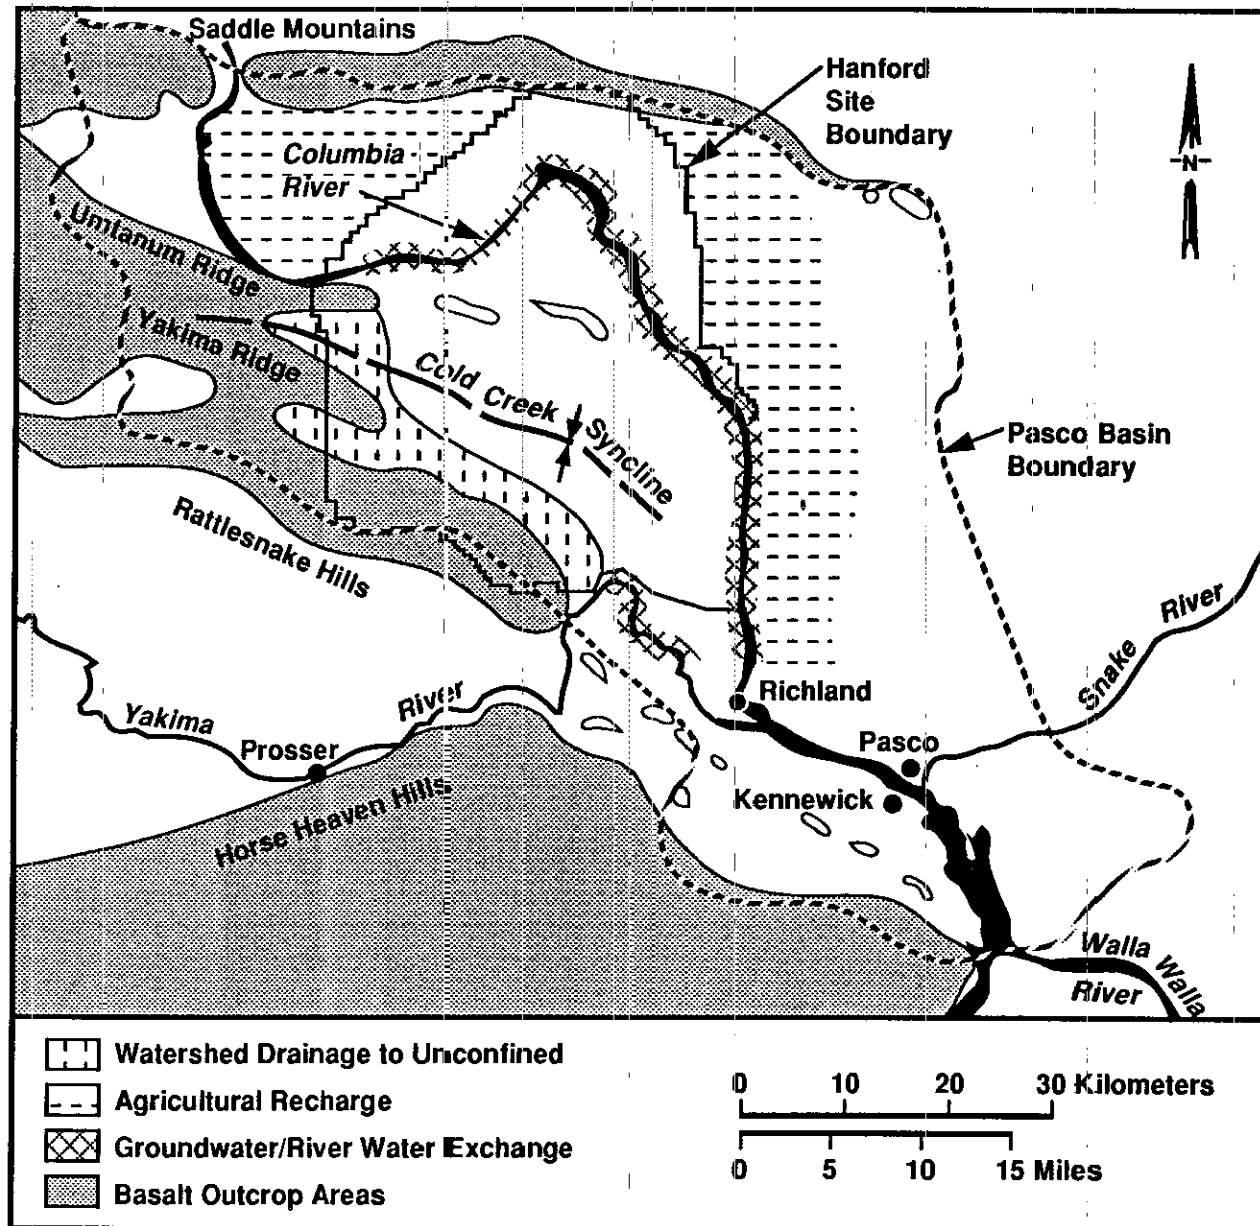 Saddle Mountains
Hanford
Site
Boundary
Columbia
River
N
Umtanum Ridge
Yakima Ridge
Cold Creek Syncline
Pasco Basin
Boundary
Rattlesnake Hills
Snake River
Yakima River
Richland
Prosser
Pasco
Kennewick
Horse Heaven Hills
Walla Walla
River
Watershed Drainage to Unconfined
Agricultural Recharge
Groundwater/River Water Exchange
Basalt Outcrop Areas
0 10 20 30 Kilometers
0 5 10 15 Miles